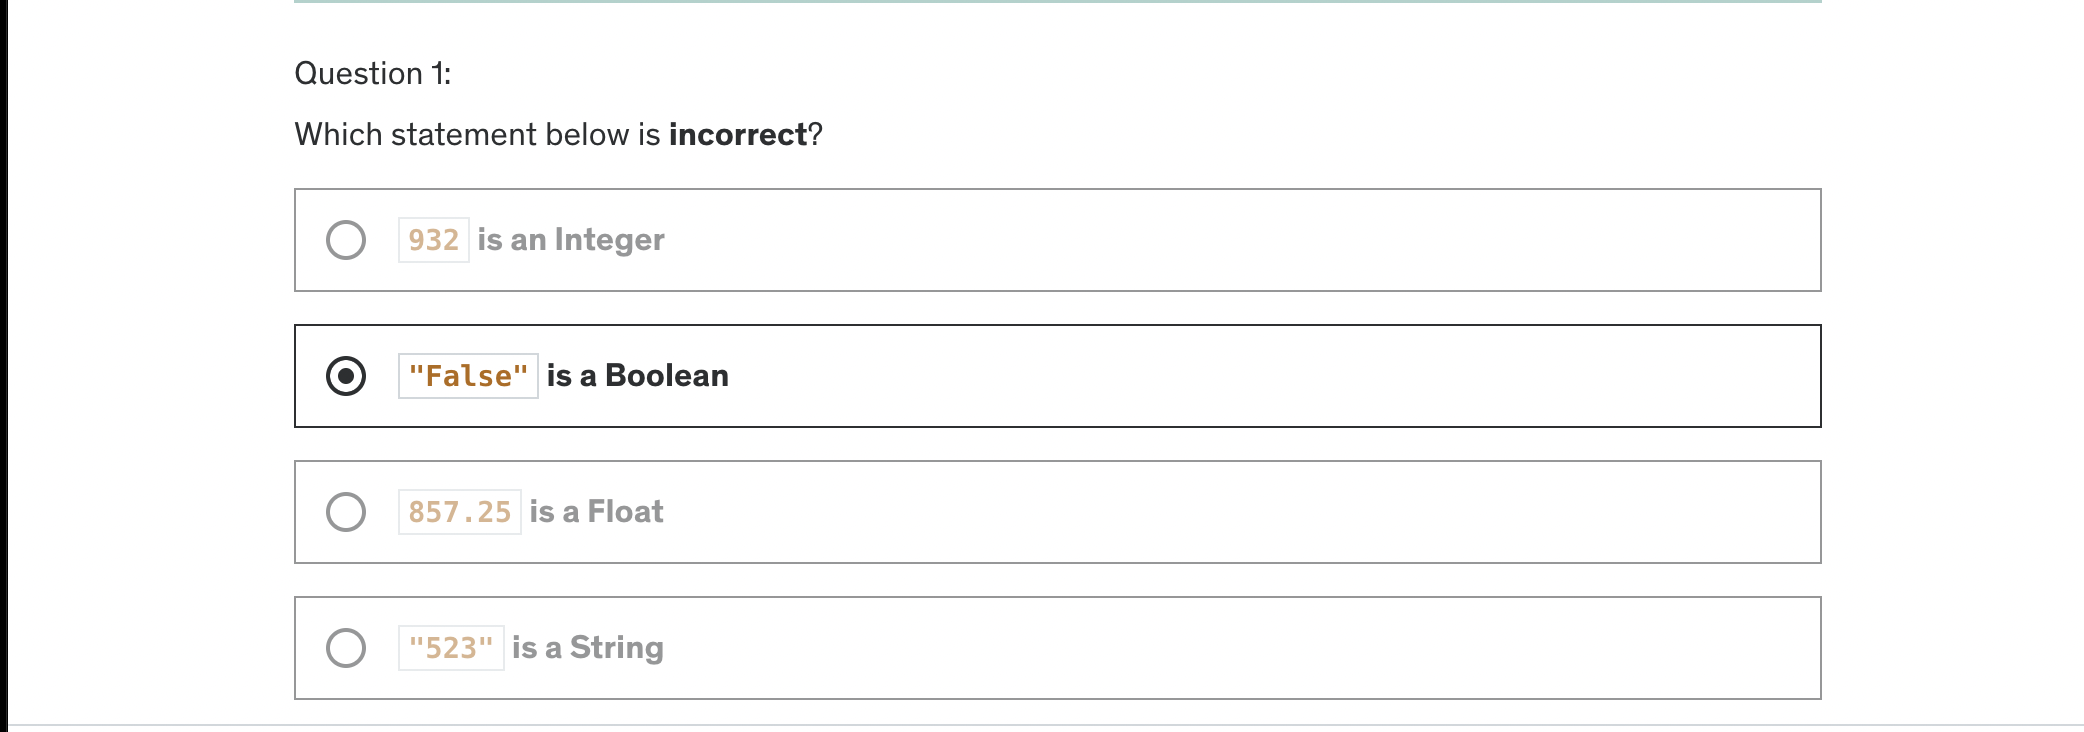 Question 1:
Which statement below is incorrect?
932 is an Integer
"False" is a Boolean
857.25 is a Float
"523" is a String